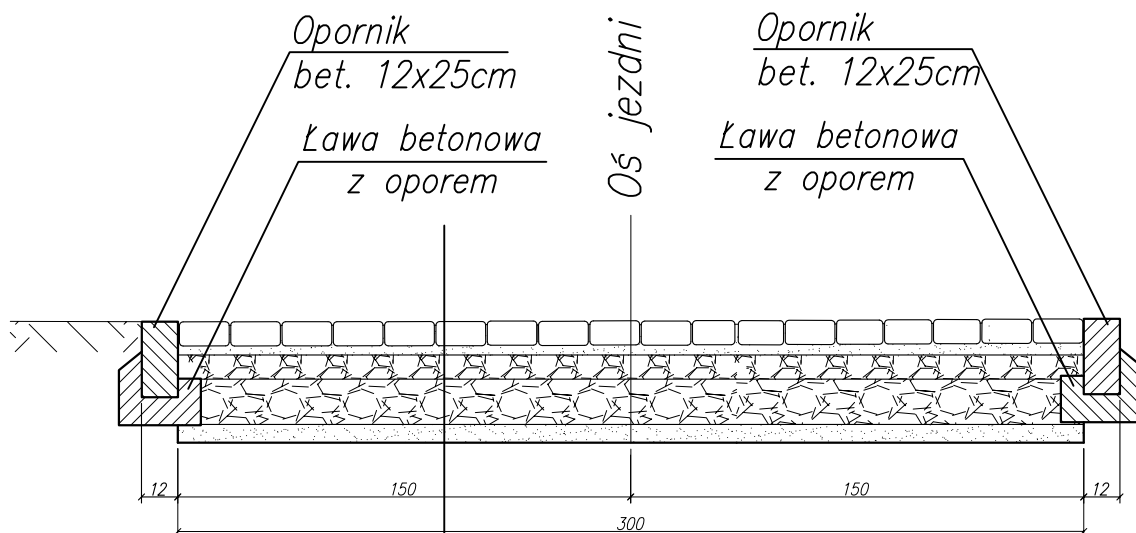 Opornik
bet. 12x25cm
Ława betonowa
z oporem
Oś jezdni
Opornik
bet. 12x25cm
Ława betonowa
z oporem
12
150
150
12
300